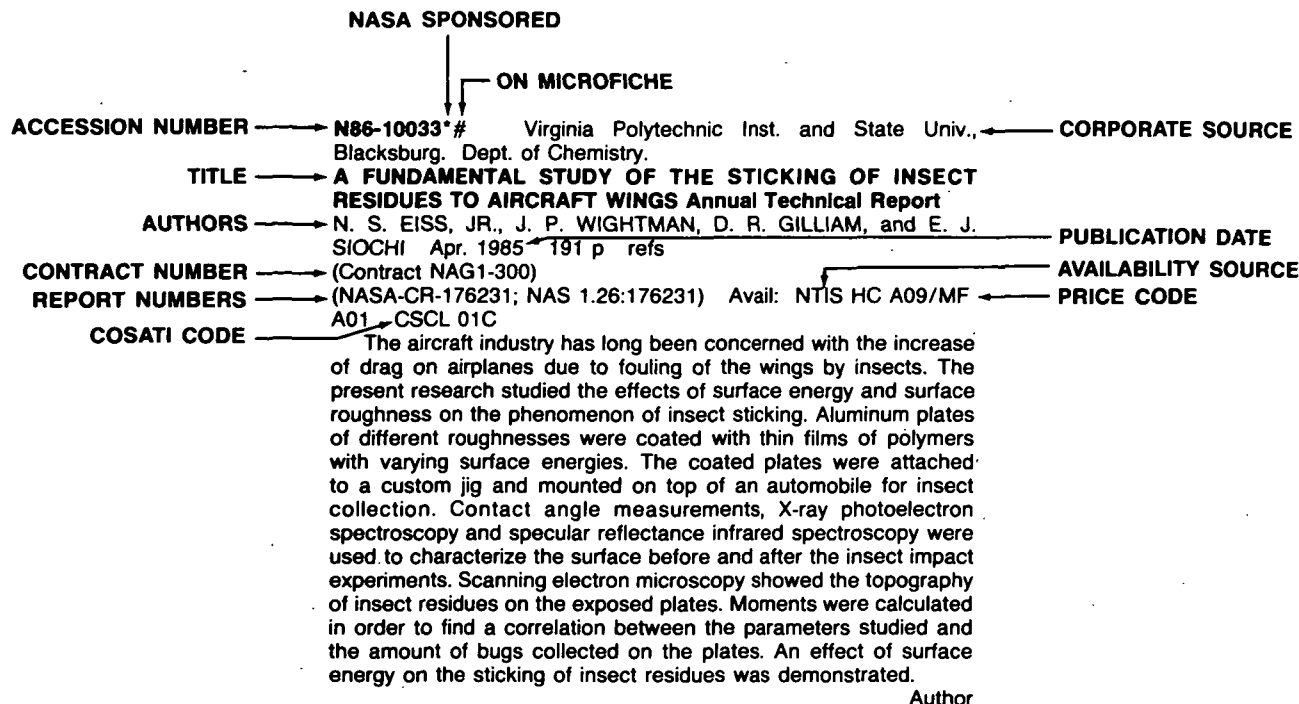 NASA SPONSORED
ON MICROFICHE
ACCESSION NUMBER N86-10033*# Virginia Polytechnic Inst. and State Univ., CORPORATE SOURCE
Blacksburg. Dept. of Chemistry.
TITLE A FUNDAMENTAL STUDY OF THE STICKING OF INSECT
RESIDUES TO AIRCRAFT WINGS Annual Technical Report
AUTHORS N. S. EISS, JR., J. P. WIGHTMAN, D. R. GILLIAM, and E. J.
SIOCHI Apr. 1985 191 p refs PUBLICATION DATE
CONTRACT NUMBER (Contract NAG1-300) AVAILABILITY SOURCE
REPORT NUMBERS (NASA-CR-176231; NAS 1.26:176231) Avail: NTIS HC A09/MF PRICE CODE
COSATI CODE A01 CSCL 01C
The aircraft industry has long been concerned with the increase
of drag on airplanes due to fouling of the wings by insects. The
present research studied the effects of surface energy and surface
roughness on the phenomenon of insect sticking. Aluminum plates
of different roughnesses were coated with thin films of polymers
with varying surface energies. The coated plates were attached
to a custom jig and mounted on top of an automobile for insect
collection. Contact angle measurements, X-ray photoelectron
spectroscopy and specular reflectance infrared spectroscopy were
used to characterize the surface before and after the insect impact
experiments. Scanning electron microscopy showed the topography
of insect residues on the exposed plates. Moments were calculated
in order to find a correlation between the parameters studied and
the amount of bugs collected on the plates. An effect of surface
energy on the sticking of insect residues was demonstrated.
Author